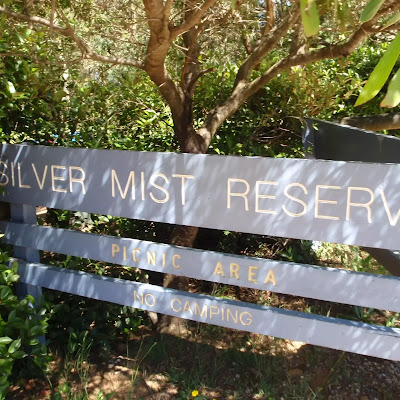 SILVER MIST RESERV
PICNIC AREA
NO CAMPING